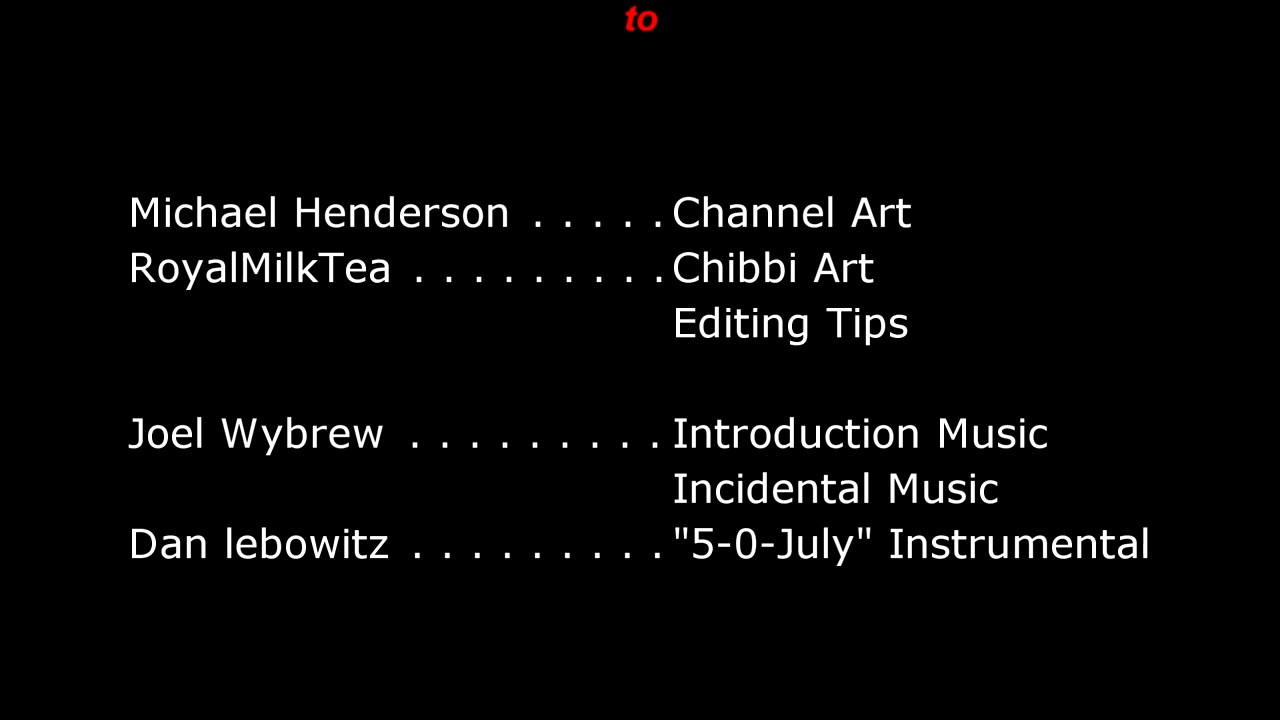 to
Michael Henderson . . . . . Channel Art
RoyalMilkTea . . . . . . . . . Chibbi Art
Editing Tips
Joel Wybrew . . . . . . . . . Introduction Music
Incidental Music
Dan lebowitz . . . . . . . . . "5-0-July" Instrumental